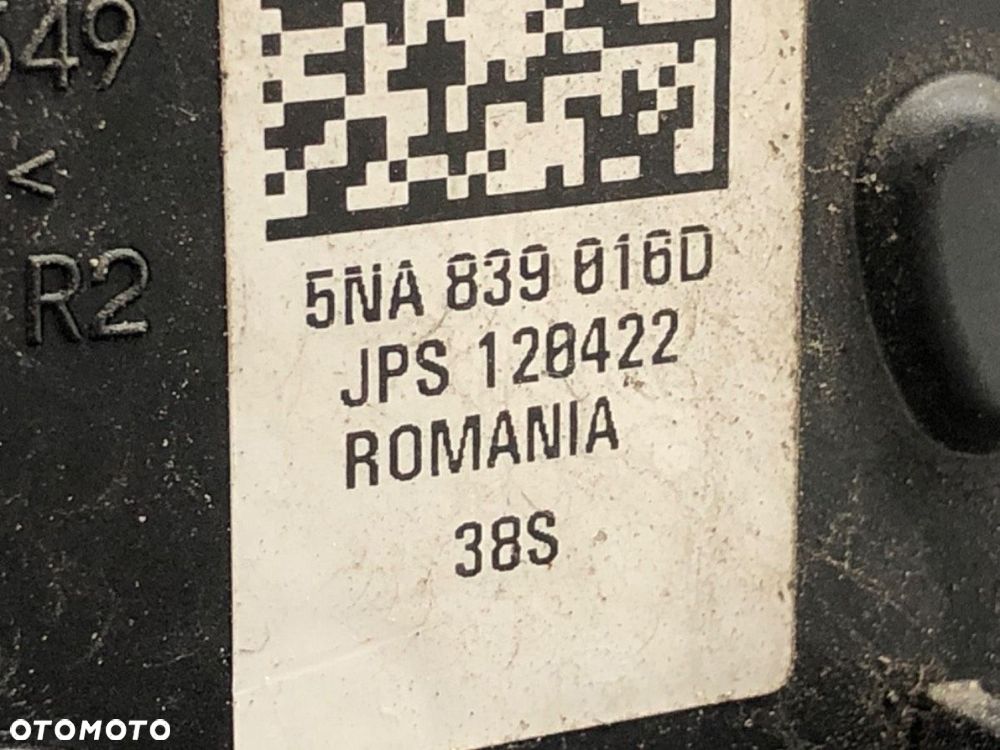 549
<
R2
5NA 839 016D
JPS 120422
ROMANIA
38S
OTOMOTO